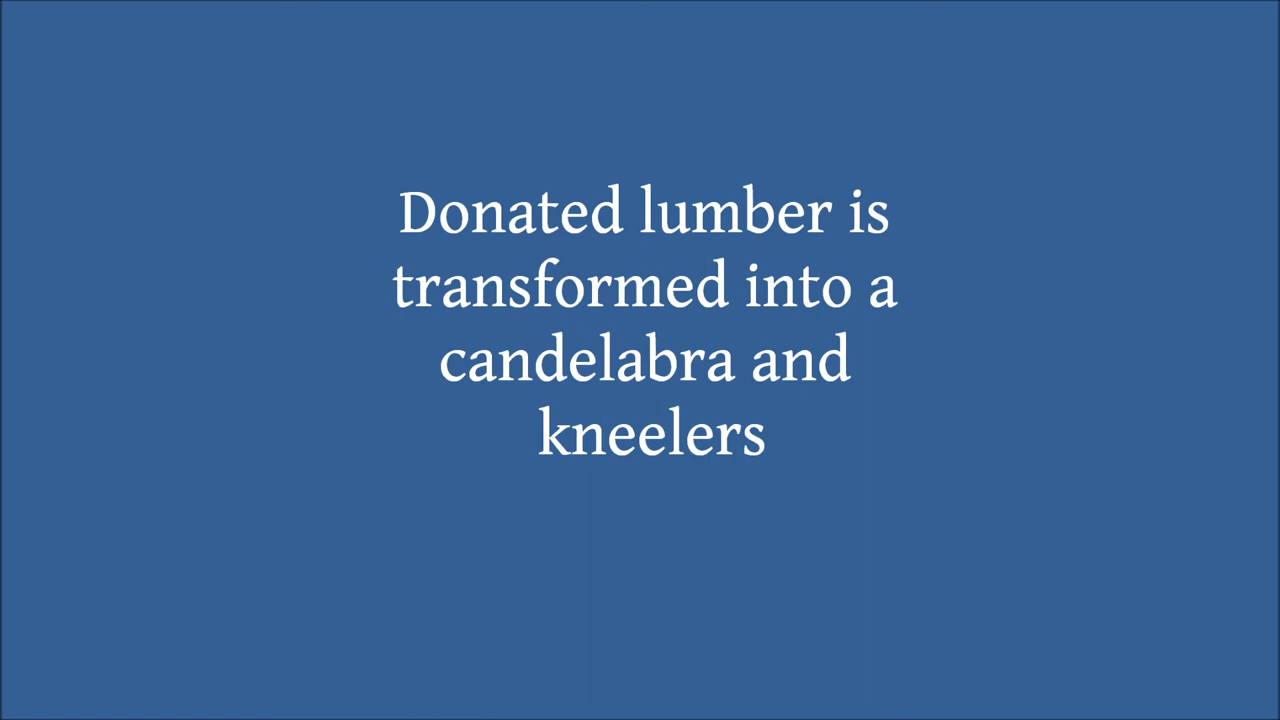 Donated lumber is
transformed into a
candelabra and
kneelers